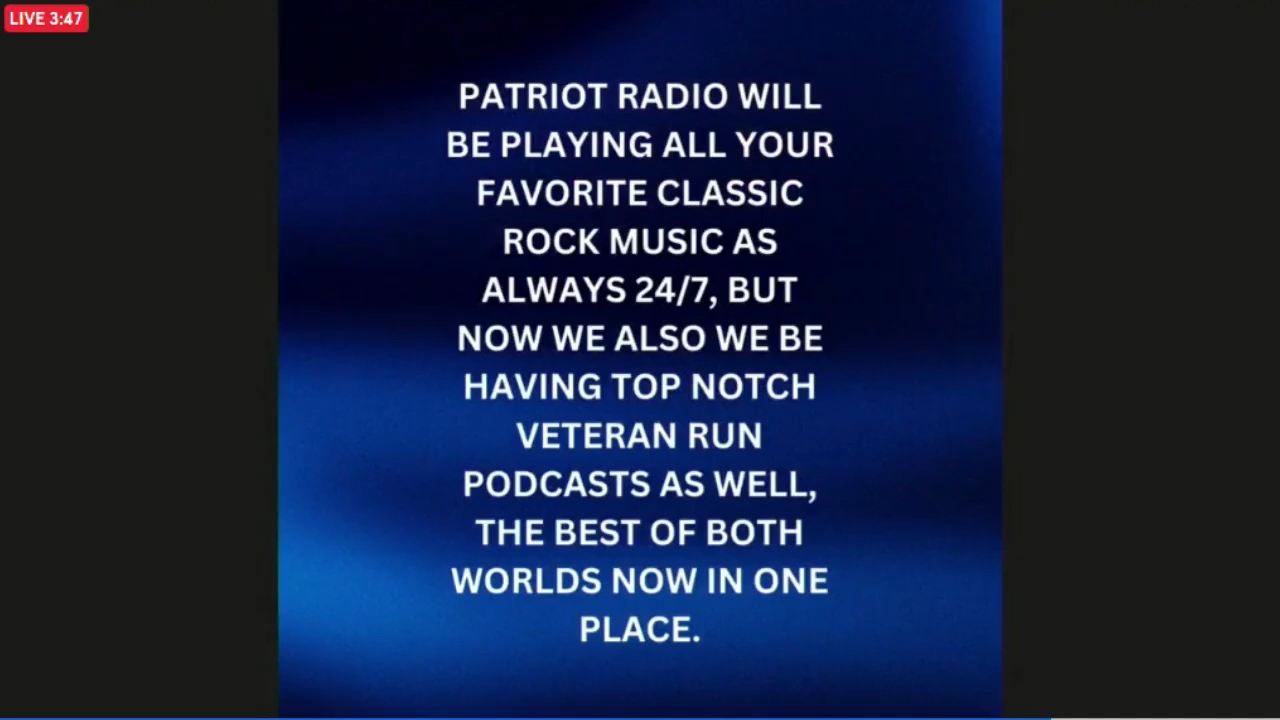 LIVE 3:47
PATRIOT RADIO WILL
BE PLAYING ALL YOUR
FAVORITE CLASSIC
ROCK MUSIC AS
ALWAYS 24/7, BUT
NOW WE ALSO WE BE
HAVING TOP NOTCH
VETERAN RUN
PODCASTS AS WELL,
THE BEST OF BOTH
WORLDS NOW IN ONE
PLACE.